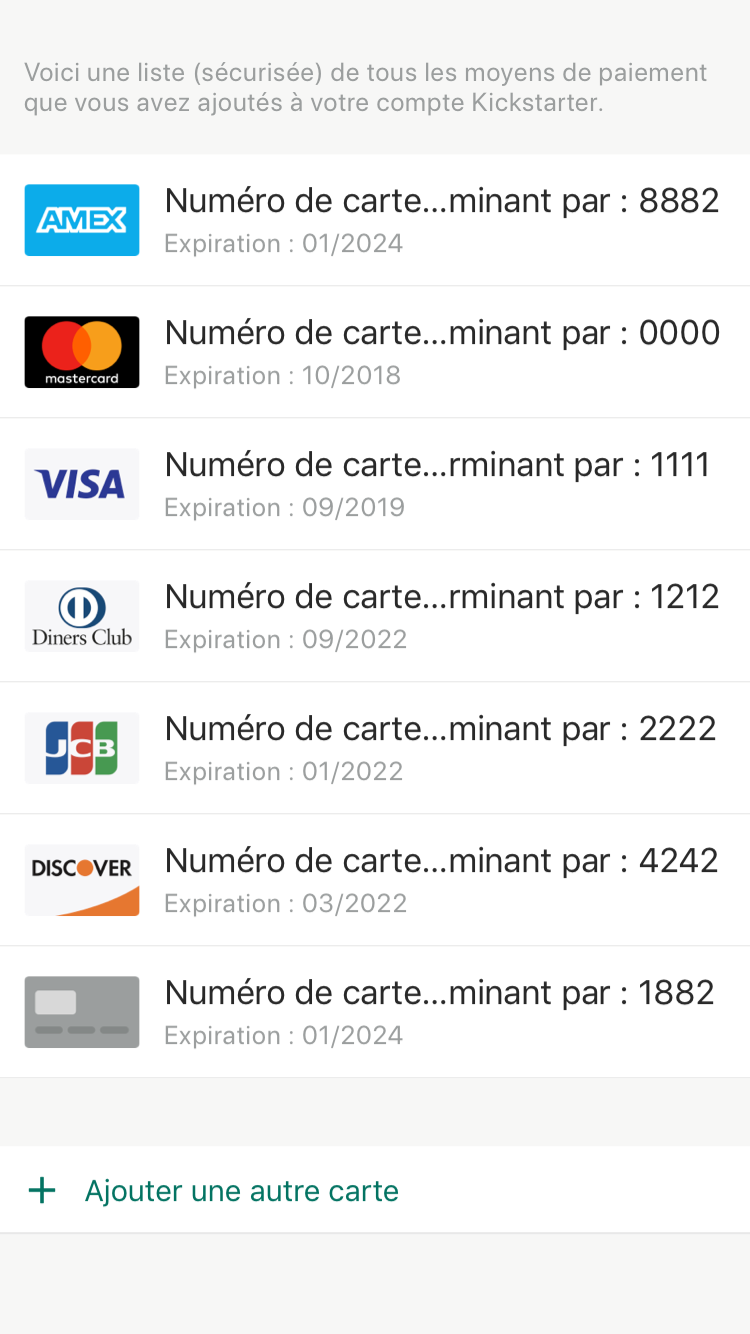 Voici une liste (sécurisée) de tous les moyens de paiement
que vous avez ajoutés à votre compte Kickstarter.
AMEX
Numéro de carte...minant par : 8882
Expiration : 01/2024
mastercard
Numéro de carte...minant par : 0000
Expiration : 10/2018
VISA
Numéro de carte...rminant par : 1111
Expiration : 09/2019
Diners Club
Numéro de carte...rminant par : 1212
Expiration : 09/2022
JCB
Numéro de carte...minant par : 2222
Expiration : 01/2022
DISCOVER
Numéro de carte...minant par : 4242
Expiration : 03/2022
Numéro de carte...minant par : 1882
Expiration : 01/2024
+ Ajouter une autre carte